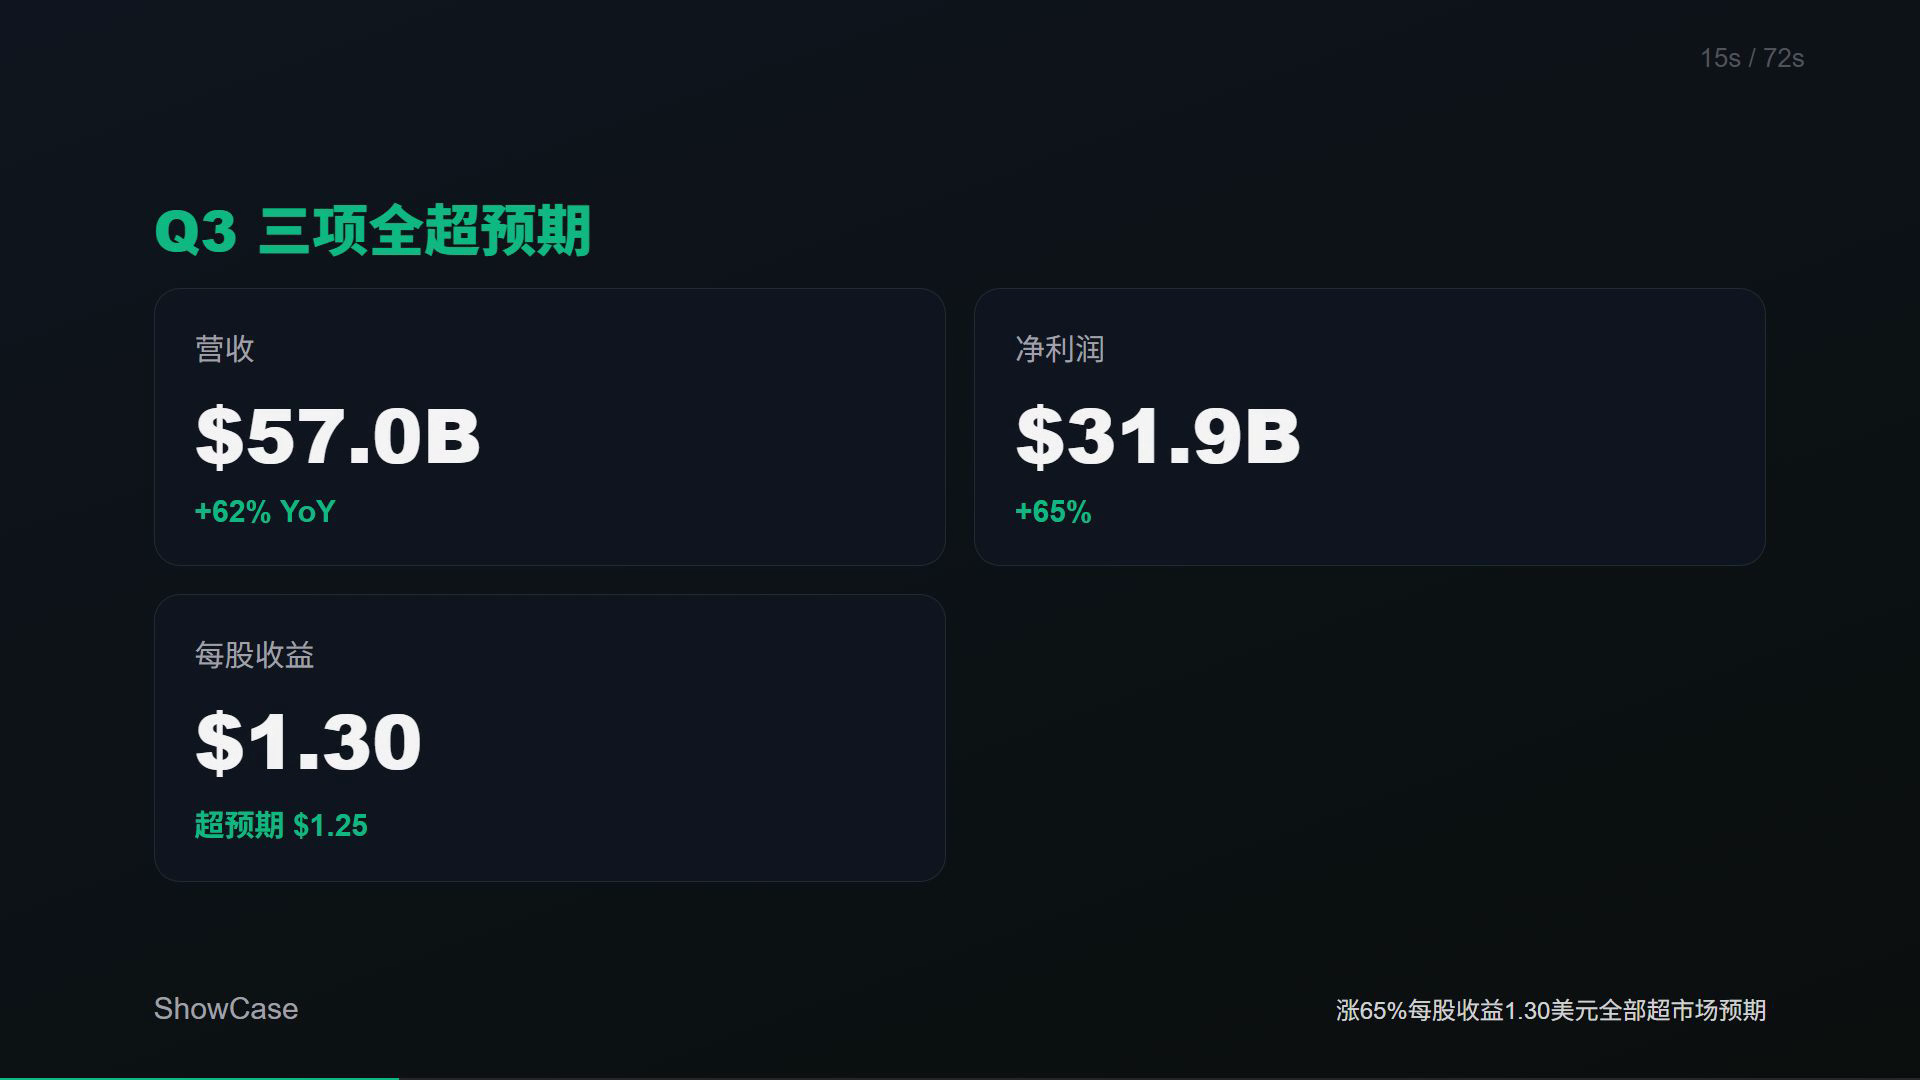 15s / 72s
Q3 三项全超预期
营收
$57.0B
+62% YoY
净利润
$31.9B
+65%
每股收益
$1.30
超预期 $1.25
ShowCase
涨65%每股收益1.30美元全部超市场预期